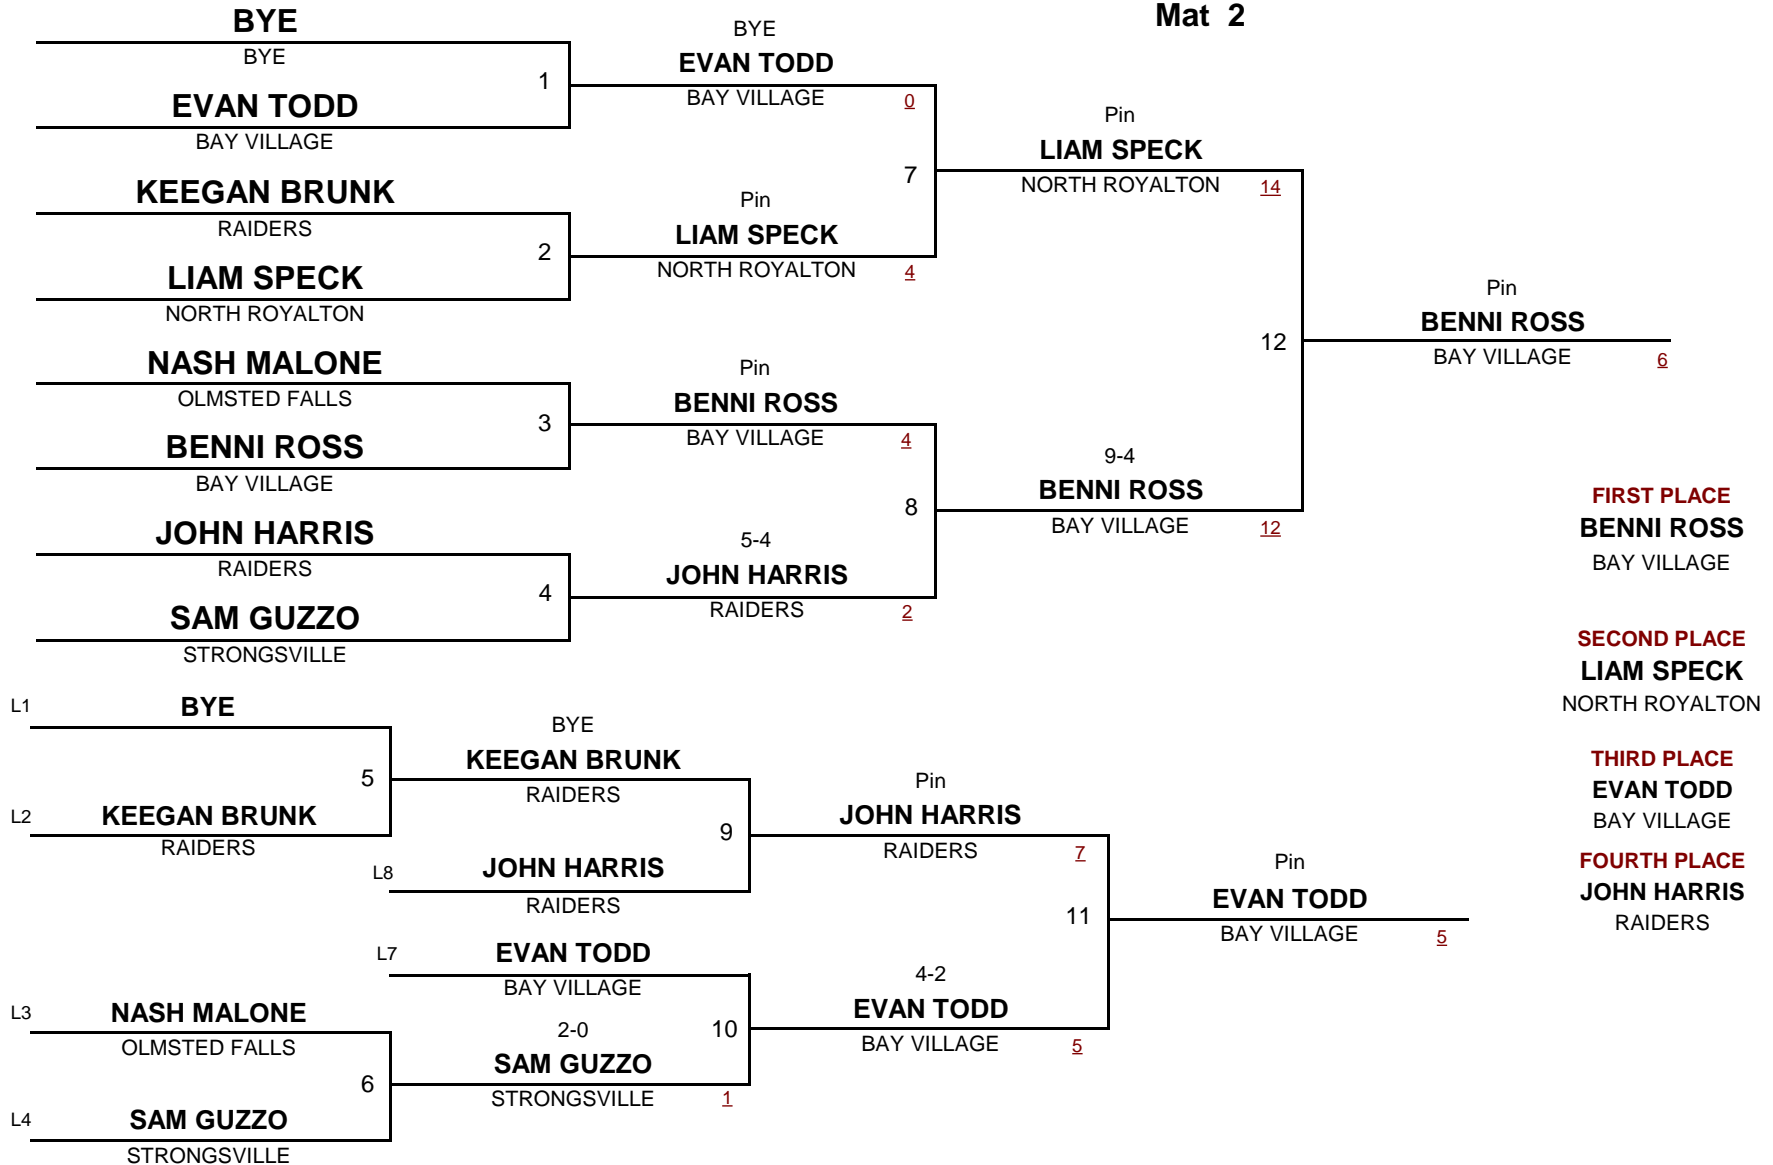 Mat 2
BYE
BYE
1
EVAN TODD
BAY VILLAGE
KEEGAN BRUNK
RAIDERS
2
LIAM SPECK
NORTH ROYALTON
NASH MALONE
OLMSTED FALLS
3
BENNI ROSS
BAY VILLAGE
JOHN HARRIS
RAIDERS
4
SAM GUZZO
STRONGSVILLE
BYE
EVAN TODD
BAY VILLAGE 0
7
Pin
LIAM SPECK
NORTH ROYALTON 4
Pin
BENNI ROSS
BAY VILLAGE 4
8
5-4
JOHN HARRIS
RAIDERS 2
Pin
LIAM SPECK
NORTH ROYALTON 14
12
9-4
BENNI ROSS
BAY VILLAGE 12
Pin
BENNI ROSS
BAY VILLAGE 6
L1 BYE
5
L2 KEEGAN BRUNK
RAIDERS
L3 NASH MALONE
OLMSTED FALLS
6
L4 SAM GUZZO
STRONGSVILLE
BYE
KEEGAN BRUNK
RAIDERS
9
L8 JOHN HARRIS
RAIDERS
L7 EVAN TODD
BAY VILLAGE
10
2-0
SAM GUZZO
STRONGSVILLE 1
Pin
JOHN HARRIS
RAIDERS 7
11
4-2
EVAN TODD
BAY VILLAGE 5
Pin
EVAN TODD
BAY VILLAGE 5
FIRST PLACE
BENNI ROSS
BAY VILLAGE
SECOND PLACE
LIAM SPECK
NORTH ROYALTON
THIRD PLACE
EVAN TODD
BAY VILLAGE
FOURTH PLACE
JOHN HARRIS
RAIDERS